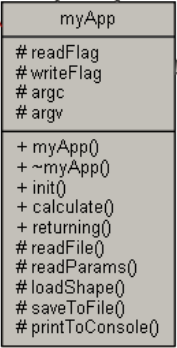 myApp
# readFlag
# writeFlag
# argc
# argv
+ myApp()
+ ~myApp()
+ init()
+ calculate()
+ returning()
# readFile()
# readParams()
# loadShape()
# saveToFile()
# printToConsole()